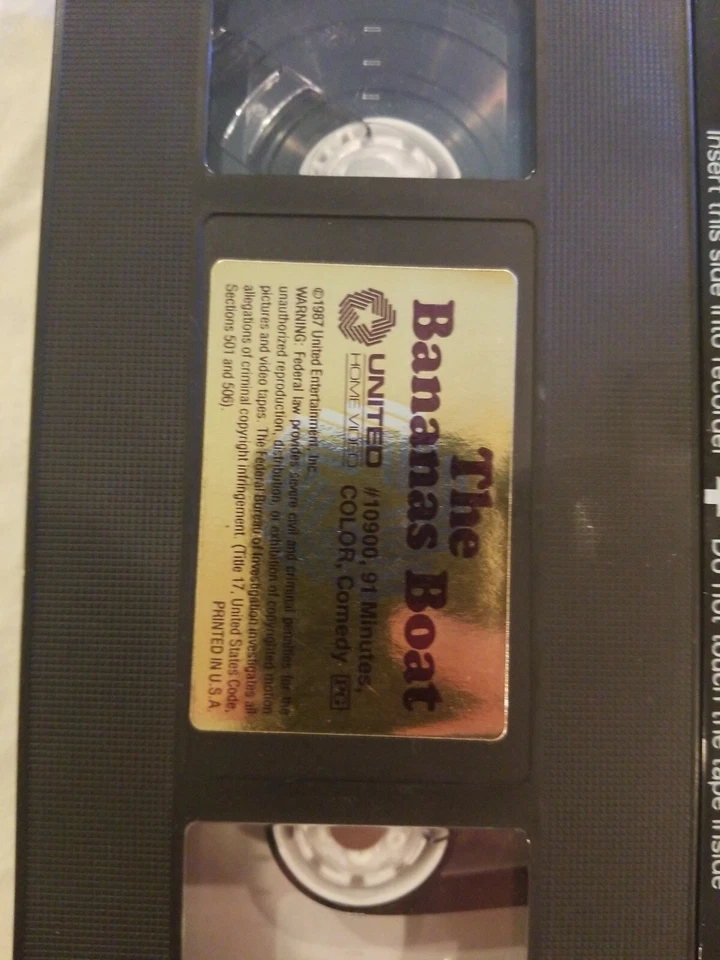 Insert this side into recorder Do not touch the tape inside
The
Bananas Boat
UNITED
HOME VIDEO
#10900, 91 Minutes,
COLOR, Comedy PG
©1987 United Entertainment, Inc.
WARNING: Federal law provides severe civil and criminal penalties for the
unauthorized reproduction, distribution, or exhibition of copyrighted motion
pictures and video tapes. The Federal Bureau of Investigation investigates all
allegations of criminal copyright infringement. (Title 17, United States Code,
Sections 501 and 506).
PRINTED IN U.S.A.